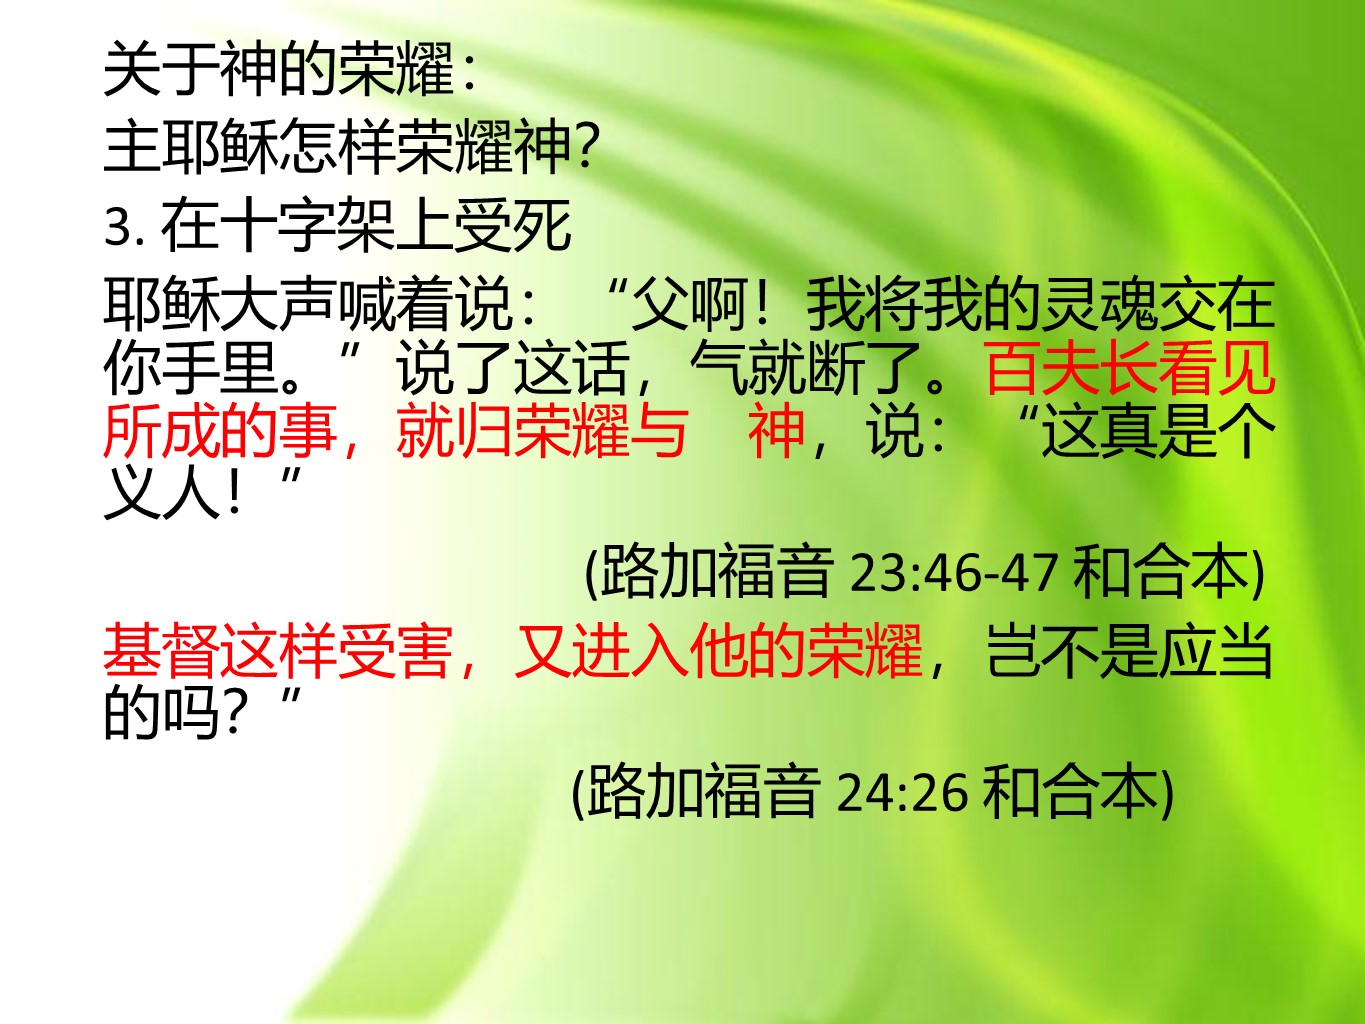 关于神的荣耀：
主耶稣怎样荣耀神？
3. 在十字架上受死
耶稣大声喊着说：“父啊！我将我的灵魂交在
你手里。”说了这话，气就断了。百夫长看见
所成的事，就归荣耀与　神，说：“这真是个
义人！”
(路加福音 23:46-47 和合本)
基督这样受害，又进入他的荣耀，岂不是应当
的吗？”
(路加福音 24:26 和合本)